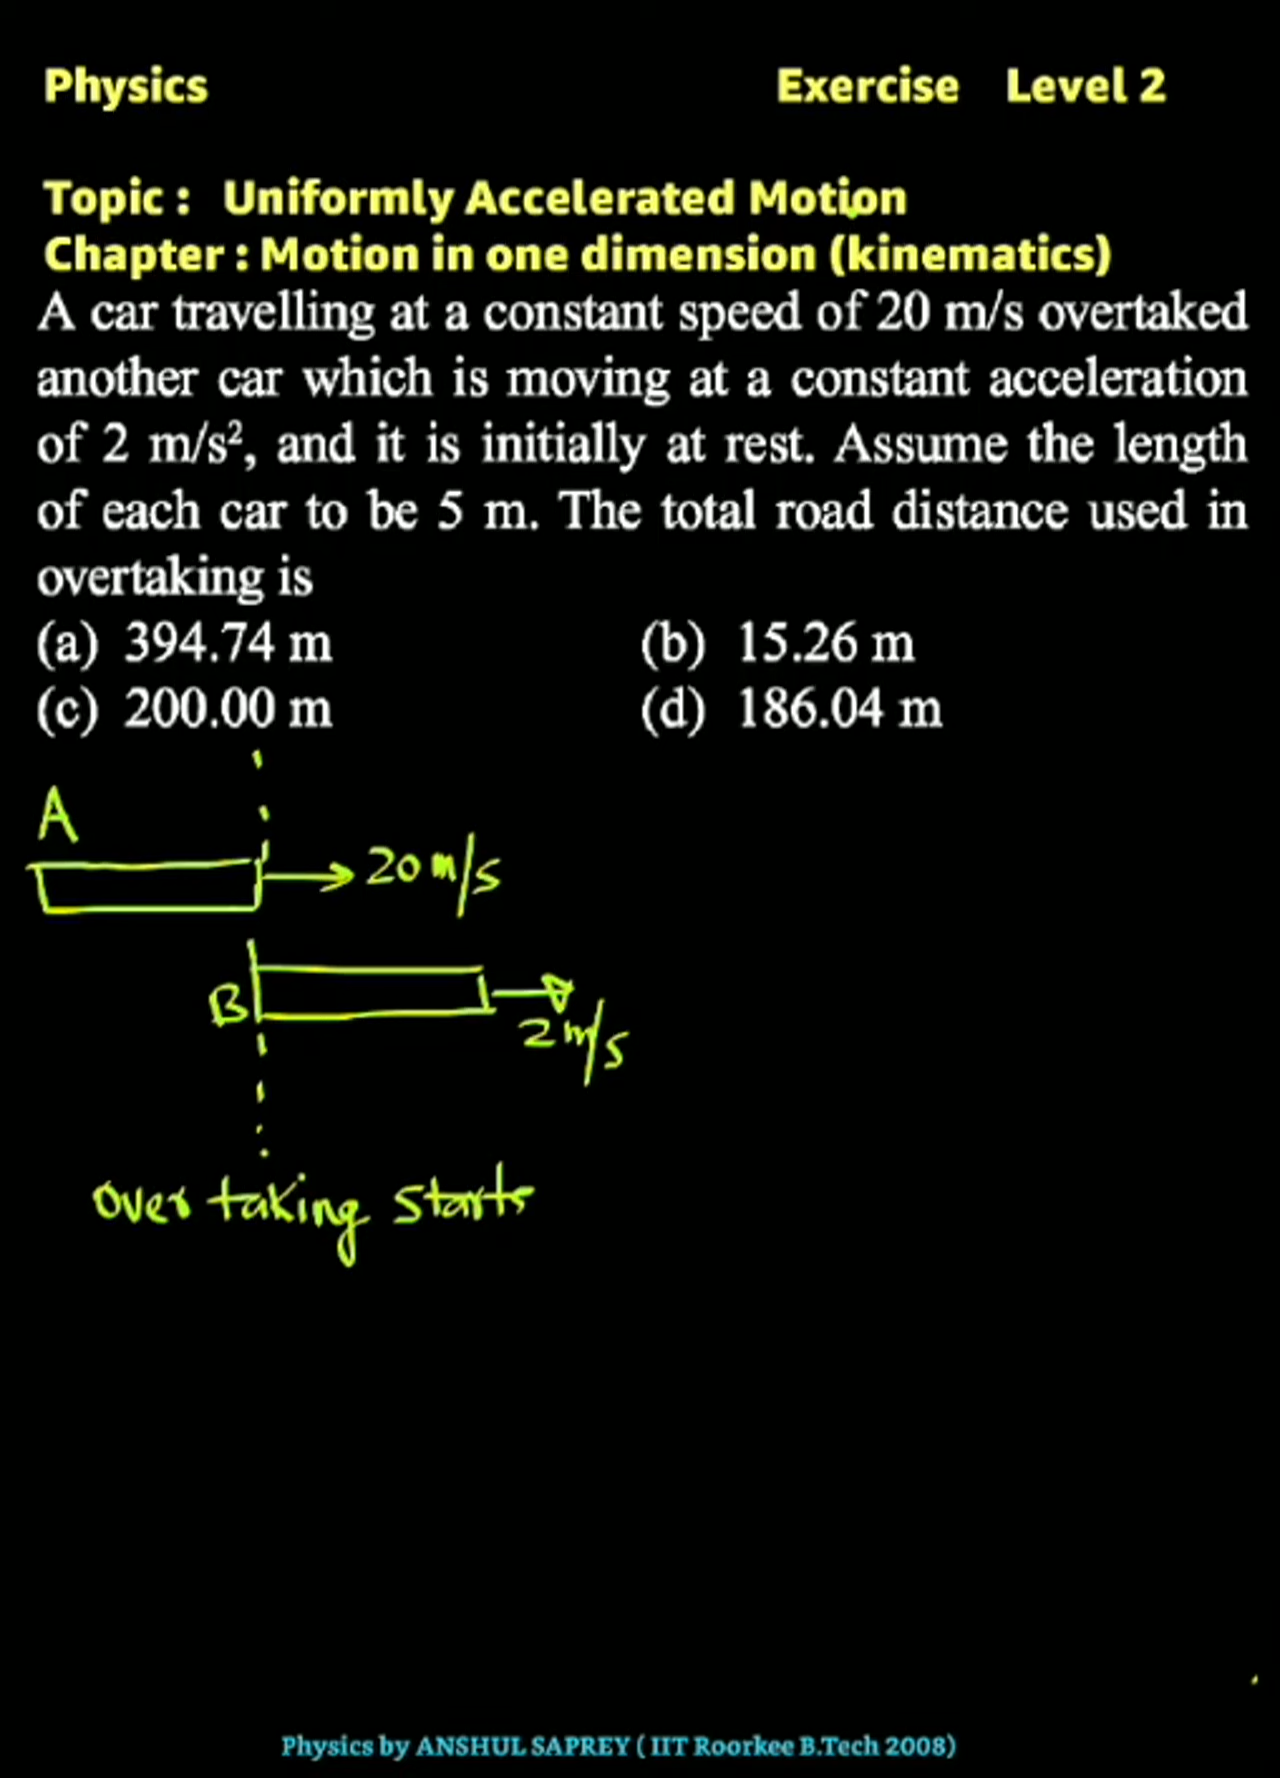 Physics Exercise Level 2
Topic : Uniformly Accelerated Motion
Chapter : Motion in one dimension (kinematics)
A car travelling at a constant speed of 20 m/s overtaked
another car which is moving at a constant acceleration
of 2 m/s², and it is initially at rest. Assume the length
of each car to be 5 m. The total road distance used in
overtaking is
(a) 394.74 m (b) 15.26 m
(c) 200.00 m (d) 186.04 m
A
20 m/s
B
2 m/s
over taking starts
Physics by ANSHUL SAPREY ( IIT Roorkee B.Tech 2008)